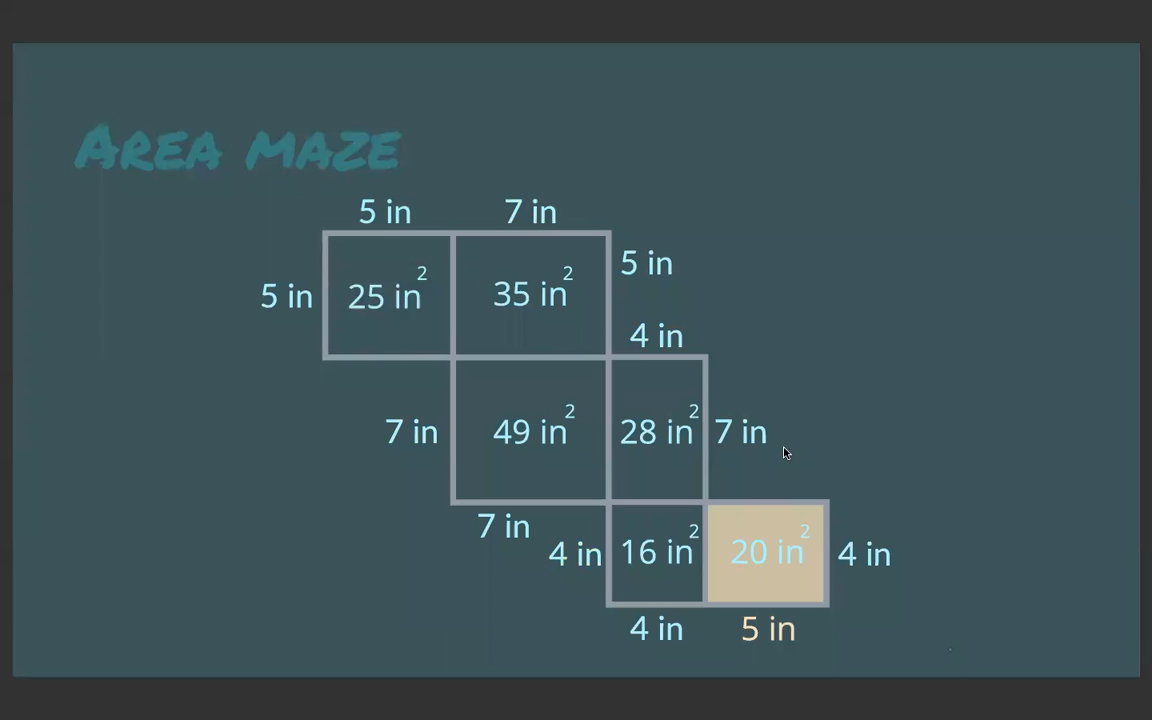 AREA MAZE
5 in 7 in
5 in 25 in² 35 in² 5 in
4 in
7 in 49 in² 28 in² 7 in
7 in
4 in 16 in² 20 in² 4 in
4 in 5 in